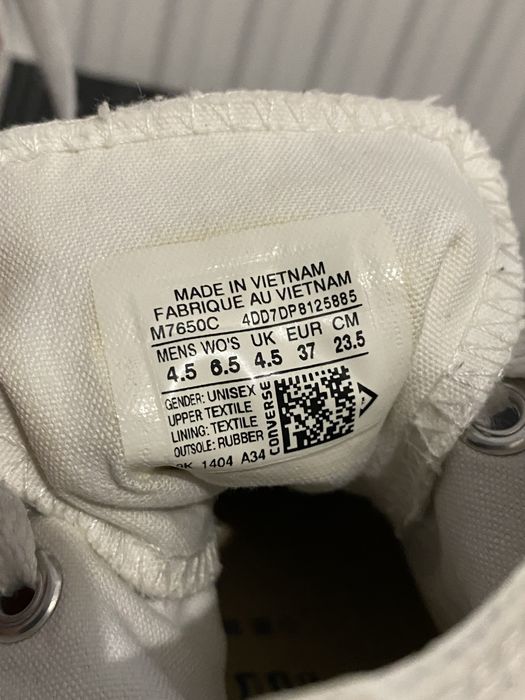 MADE IN VIETNAM
FABRIQUE AU VIETNAM
M7650C 4DD7DP8125885
MENS WO'S UK EUR CM
4.5 6.5 4.5 37 23.5
GENDER: UNISEX
UPPER TEXTILE
LINING: TEXTILE
OUTSOLE: RUBBER
1404 A34
CONVERSE